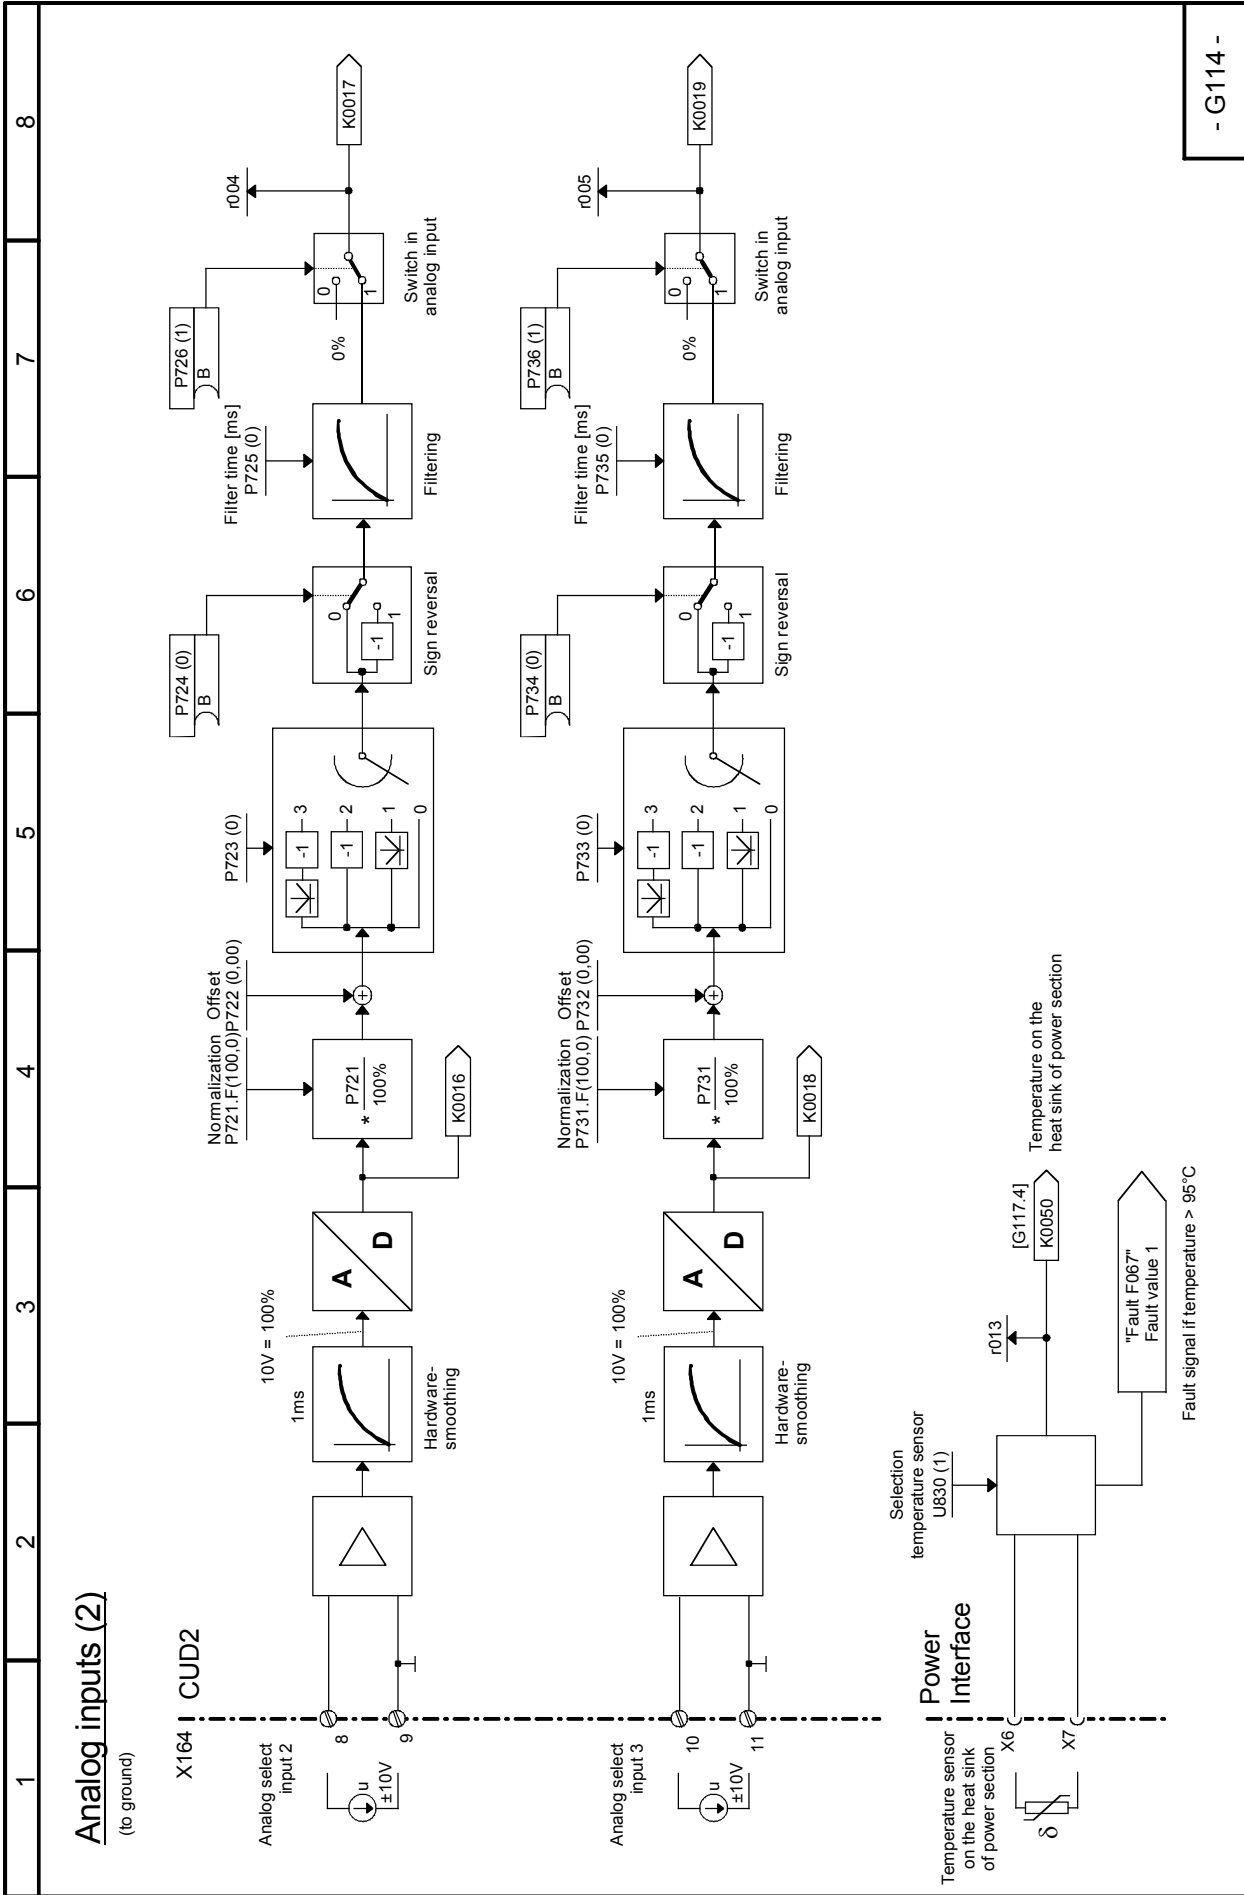 1
2
3
4
5
6
7
8
Analog inputs (2)
(to ground)
X164
CUD2
Analog select
input 2
u
±10V
8
9
1ms
Hardware-
smoothing
10V = 100%
A
D
K0016
Normalization
P721.F(100,0)
*
P721
100%
Offset
P722 (0,00)
P723 (0)
-1
3
-1
2
1
0
P724 (0)
B
0
-1
1
Sign reversal
Filter time [ms]
P725 (0)
Filtering
P726 (1)
B
0%
0
1
Switch in
analog input
r004
K0017
Analog select
input 3
u
±10V
10
11
1ms
Hardware-
smoothing
10V = 100%
A
D
K0018
Normalization
P731.F(100,0)
*
P731
100%
Offset
P732 (0,00)
P733 (0)
-1
3
-1
2
1
0
P734 (0)
B
0
-1
1
Sign reversal
Filter time [ms]
P735 (0)
Filtering
P736 (1)
B
0%
0
1
Switch in
analog input
r005
K0019
Temperature sensor
on the heat sink
of power section
δ
X6
X7
Power
Interface
Selection
temperature sensor
U830 (1)
r013
[G117.4]
K0050
Temperature on the
heat sink of power section
"Fault F067"
Fault value 1
Fault signal if temperature > 95°C
- G114 -